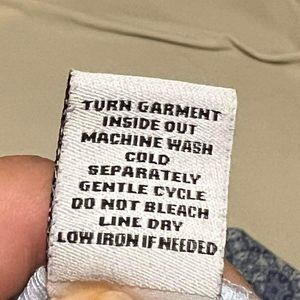 TURN GARMENT
INSIDE OUT
MACHINE WASH
COLD
SEPARATELY
GENTLE CYCLE
DO NOT BLEACH
LINE DRY
LOW IRON IF NEEDED